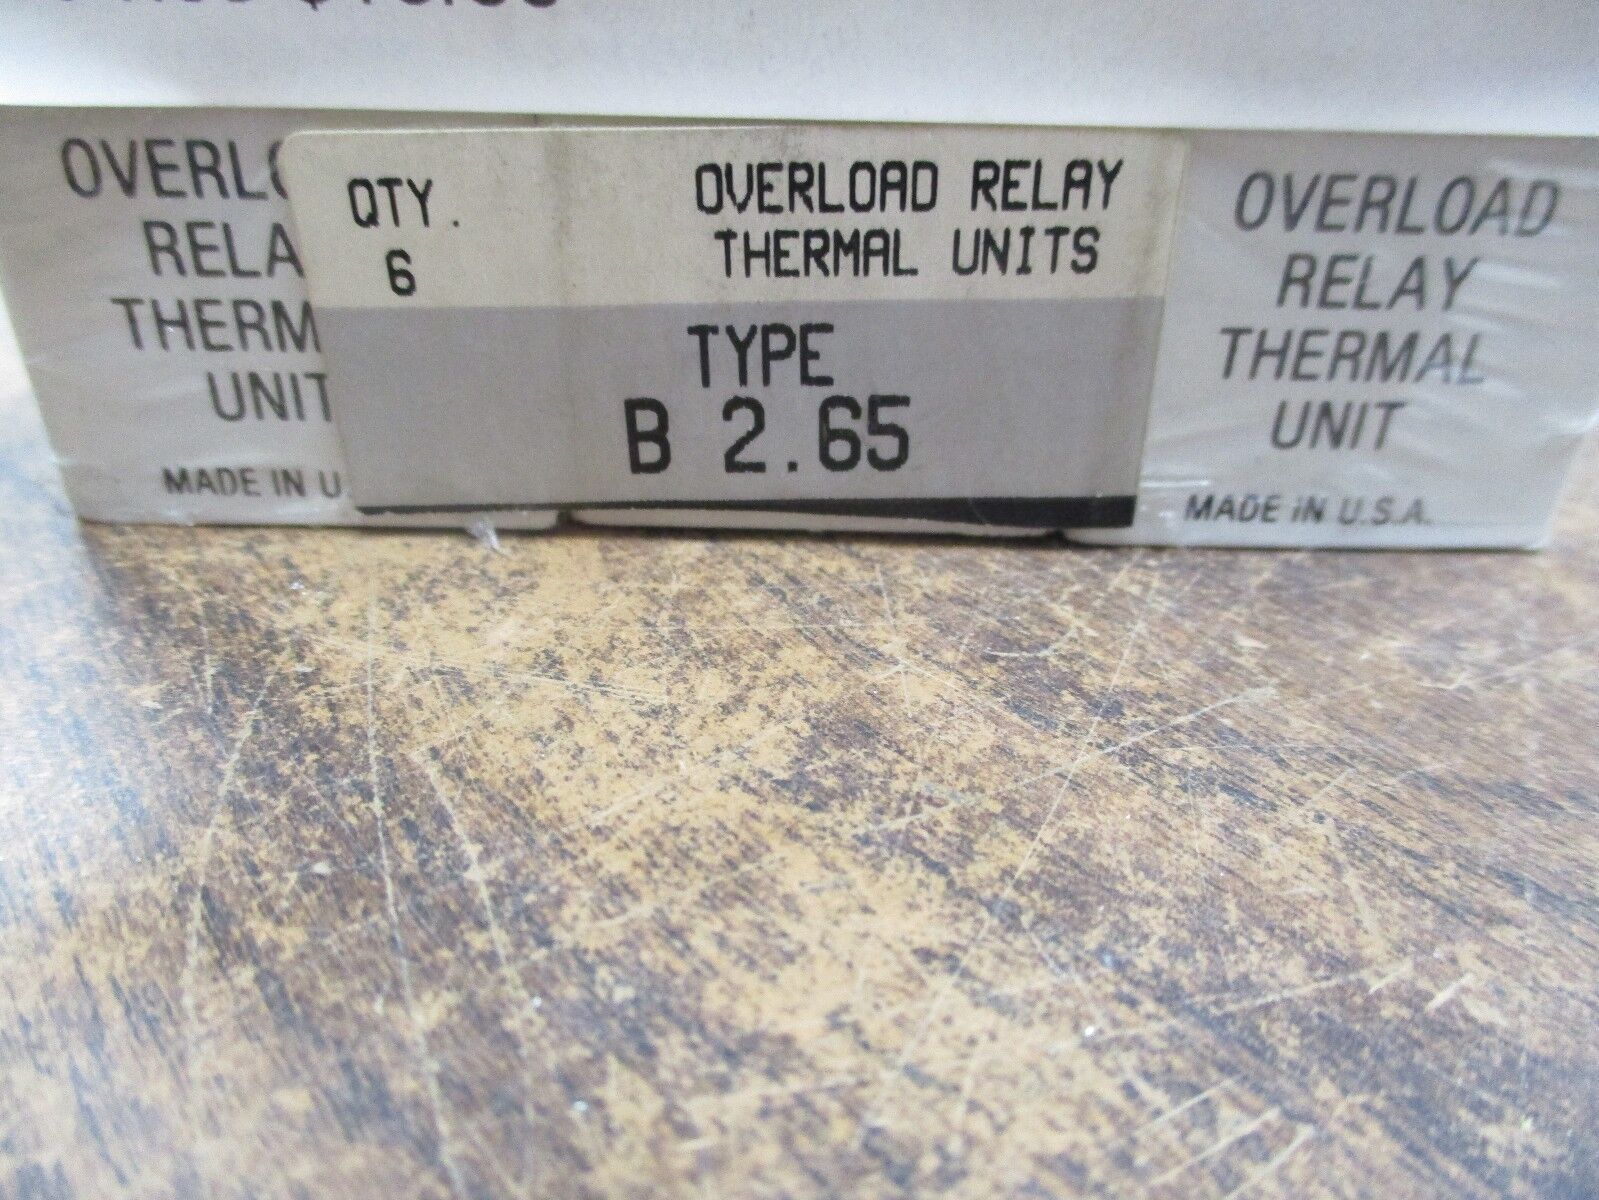 OVERLO
RELA
THERM
UNIT
MADE IN U
QTY.
6
OVERLOAD RELAY
THERMAL UNITS
TYPE
B 2.65
OVERLOAD
RELAY
THERMAL
UNIT
MADE IN U.S.A.